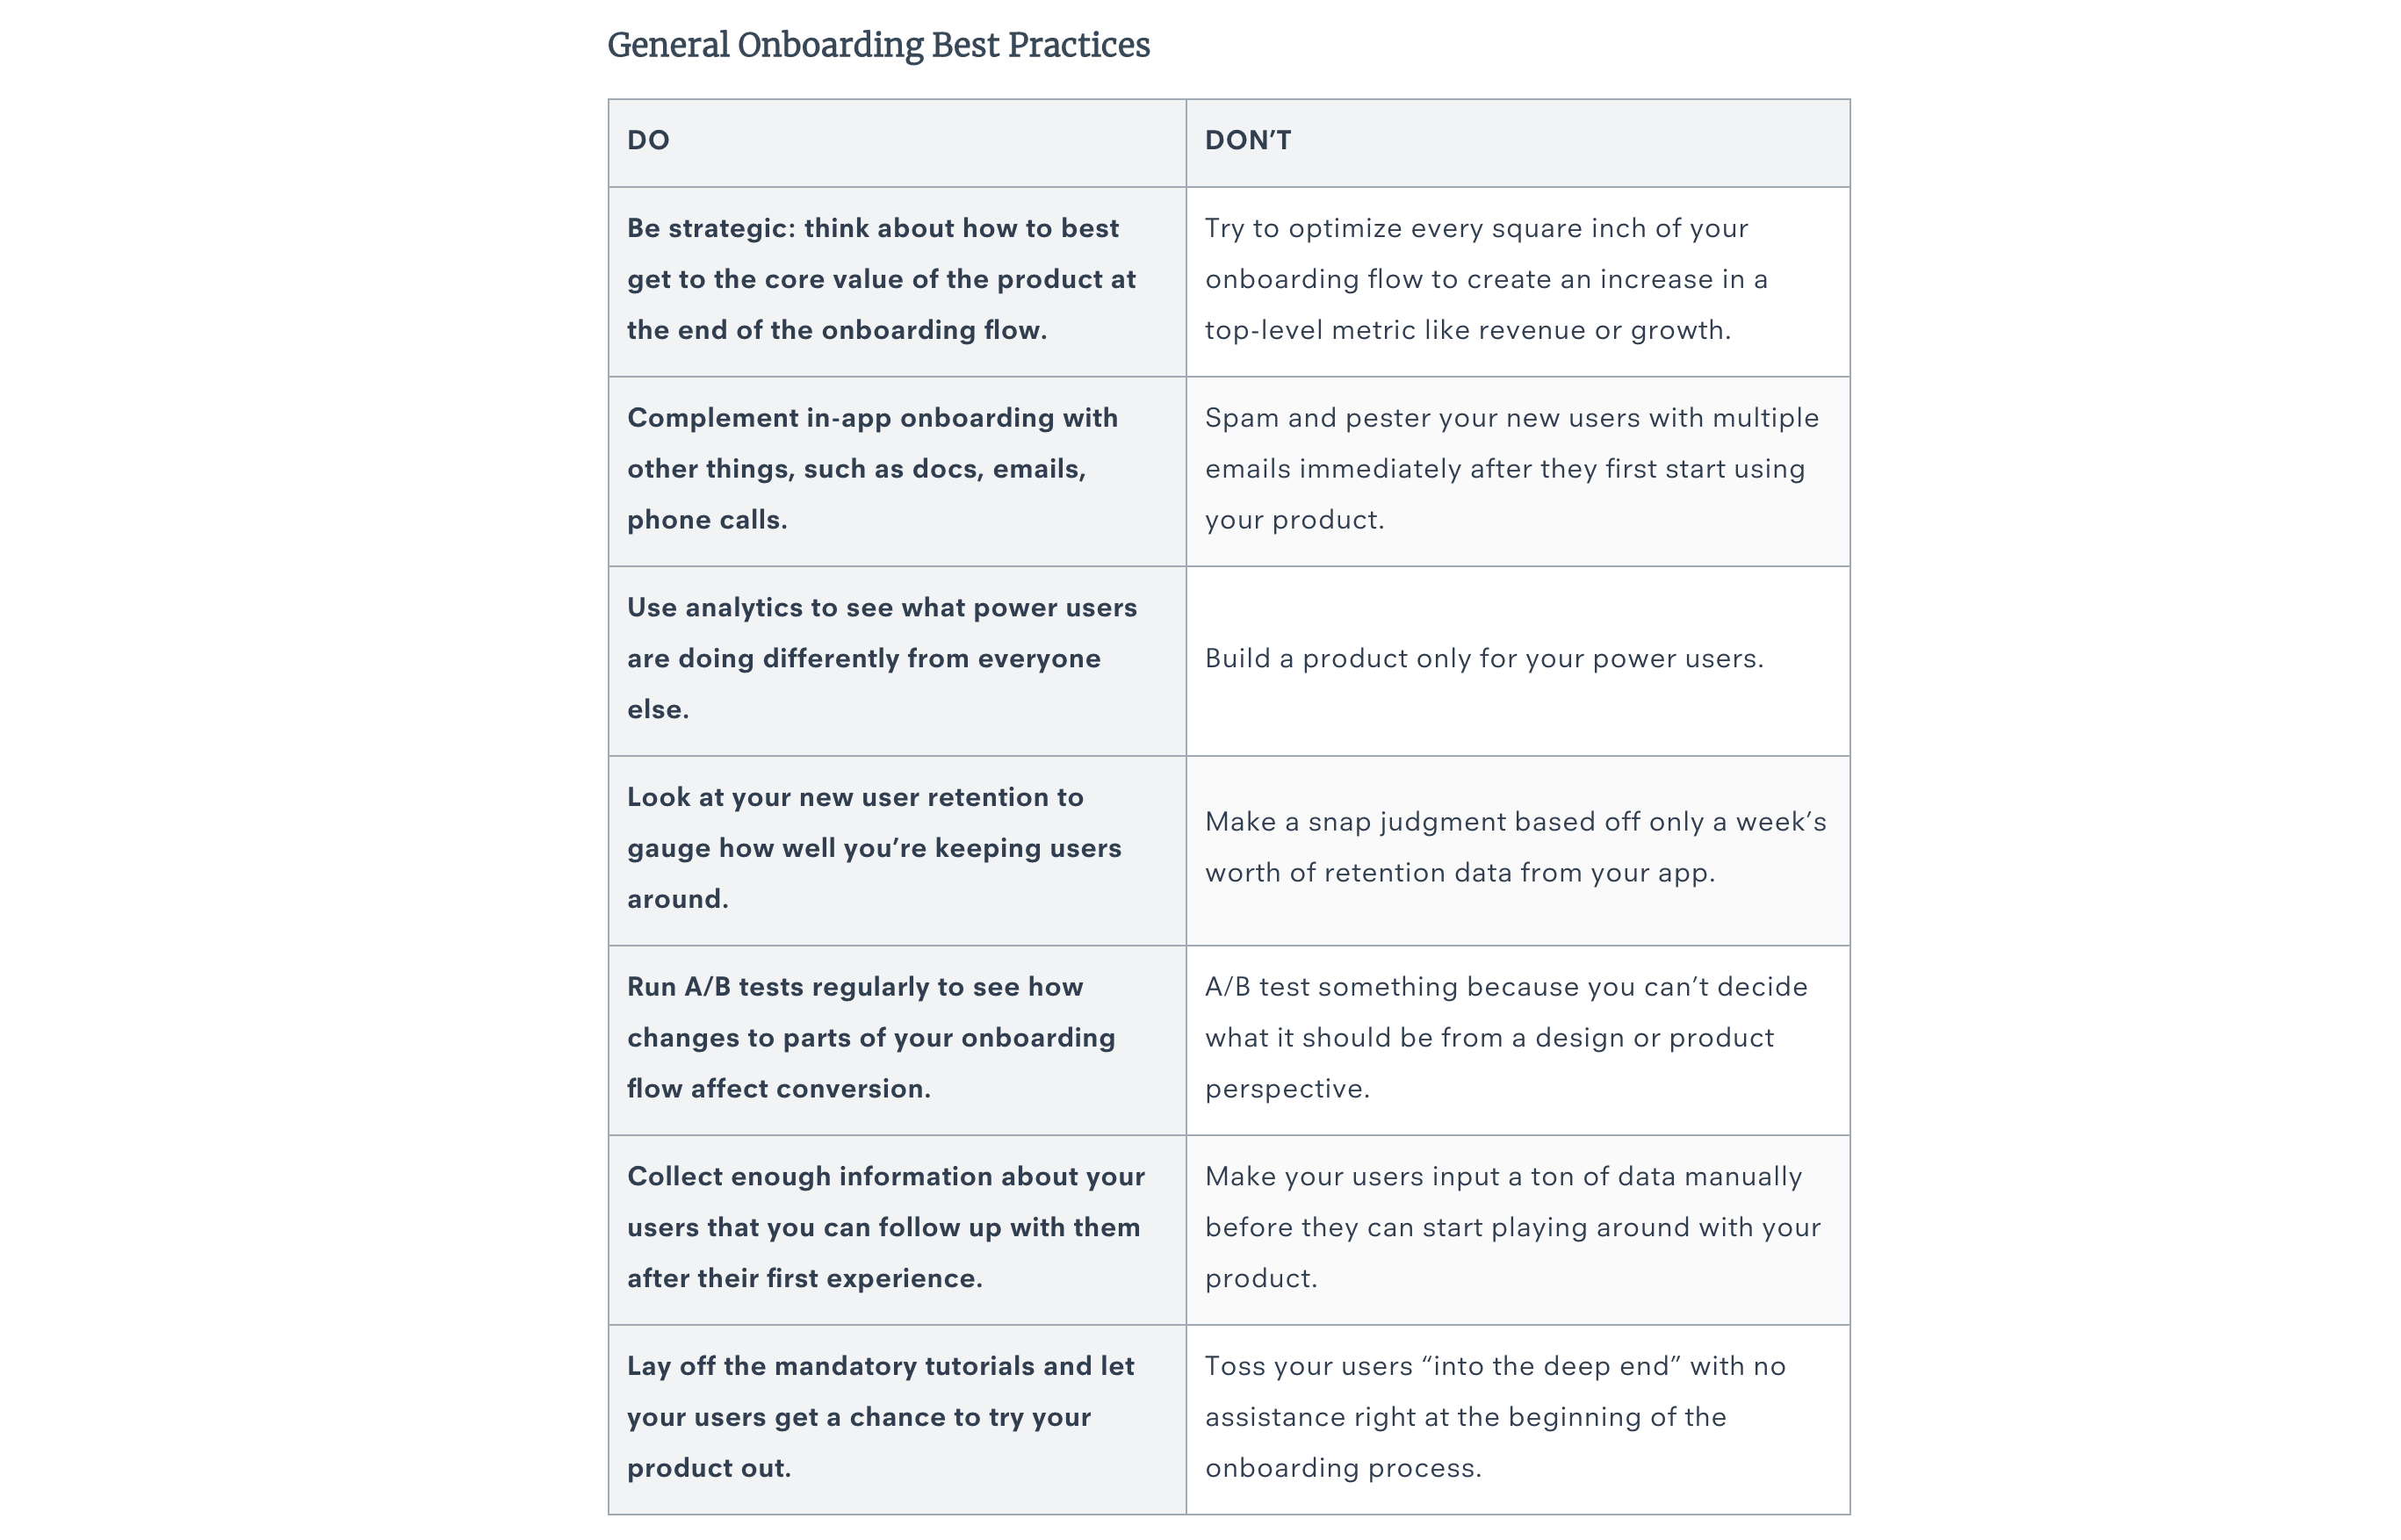 General Onboarding Best Practices
DO
DON’T
Be strategic: think about how to best
get to the core value of the product at
the end of the onboarding flow.
Try to optimize every square inch of your
onboarding flow to create an increase in a
top-level metric like revenue or growth.
Complement in-app onboarding with
other things, such as docs, emails,
phone calls.
Spam and pester your new users with multiple
emails immediately after they first start using
your product.
Use analytics to see what power users
are doing differently from everyone
else.
Build a product only for your power users.
Look at your new user retention to
gauge how well you’re keeping users
around.
Make a snap judgment based off only a week’s
worth of retention data from your app.
Run A/B tests regularly to see how
changes to parts of your onboarding
flow affect conversion.
A/B test something because you can’t decide
what it should be from a design or product
perspective.
Collect enough information about your
users that you can follow up with them
after their first experience.
Make your users input a ton of data manually
before they can start playing around with your
product.
Lay off the mandatory tutorials and let
your users get a chance to try your
product out.
Toss your users “into the deep end” with no
assistance right at the beginning of the
onboarding process.